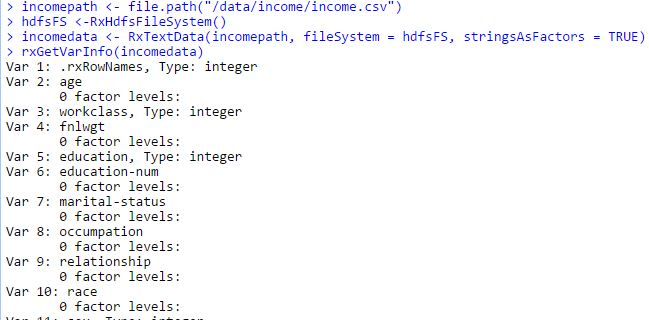 > incomepath <- file.path("/data/income/income.csv")
> hdfsFS <-RxHdfsFileSystem()
> incomedata <- RxTextData(incomepath, fileSystem = hdfsFS, stringsAsFactors = TRUE)
> rxGetVarInfo(incomedata)
Var 1: .rxRowNames, Type: integer
Var 2: age
       0 factor levels:
Var 3: workclass, Type: integer
Var 4: fnlwgt
       0 factor levels:
Var 5: education, Type: integer
Var 6: education-num
       0 factor levels:
Var 7: marital-status
       0 factor levels:
Var 8: occumpation
       0 factor levels:
Var 9: relationship
       0 factor levels:
Var 10: race
       0 factor levels: